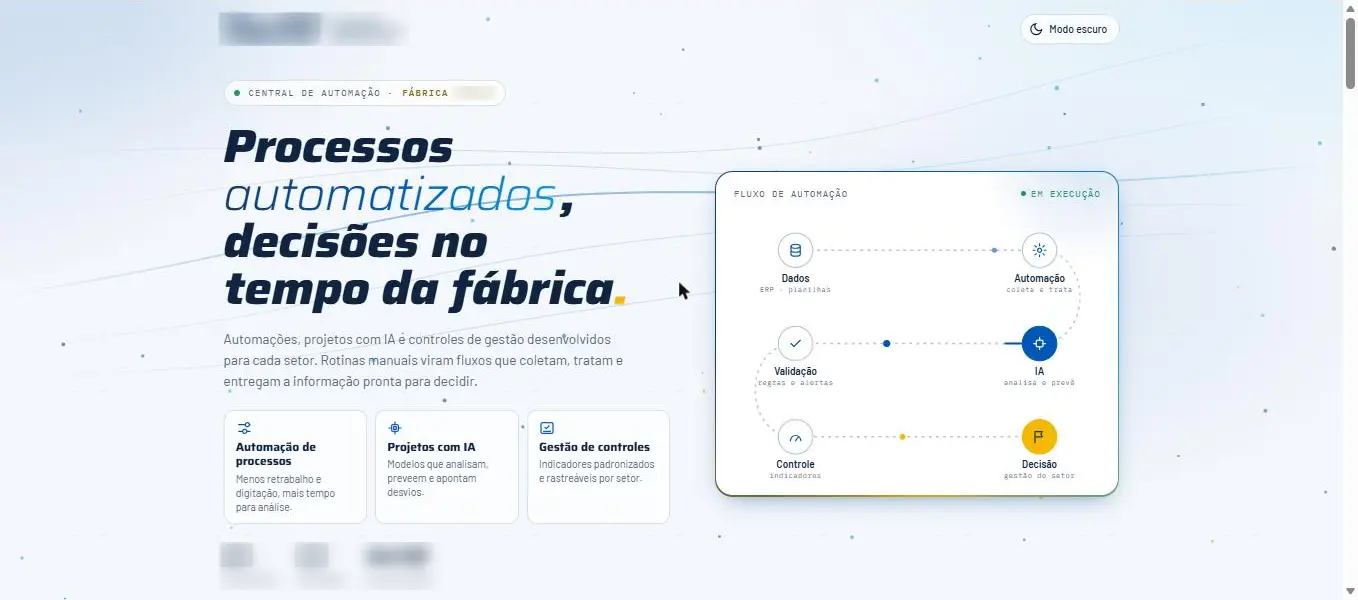 Modo escuro
CENTRAL DE AUTOMAÇÃO · FÁBRICA
Processos
automatizados,
decisões no
tempo da fábrica.
Automações, projetos com IA e controles de gestão desenvolvidos
para cada setor. Rotinas manuais viram fluxos que coletam, tratam e
entregam a informação pronta para decidir.
Automação de
processos
Menos retrabalho e
digitação, mais tempo
para análise.
Projetos com IA
Modelos que analisam,
preveem e apontam
desvios.
Gestão de controles
Indicadores padronizados
e rastreáveis por setor.
FLUXO DE AUTOMAÇÃO
EM EXECUÇÃO
Dados
ERP · planilhas
Automação
coleta e trata
Validação
regras e alertas
IA
analisa e prevê
Controle
indicadores
Decisão
gestão do setor